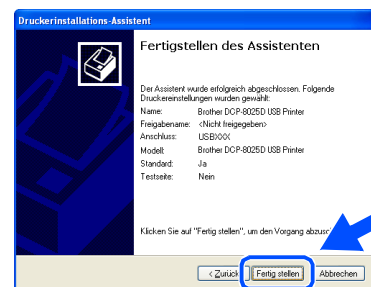 Druckerinstallations-Assistent
Fertigstellen des Assistenten
Der Assistent wurde erfolgreich abgeschlossen. Folgende
Druckereinstellungen wurden gewählt:
Name: Brother DCP-8025D USB Printer
Freigabename: <Nicht freigegeben>
Anschluss: USBXXX
Modell: Brother DCP-8025D USB Printer
Standard: Ja
Testseite: Nein
Klicken Sie auf "Fertig stellen", um den Vorgang
< Zurück Fertig stellen Abbrechen